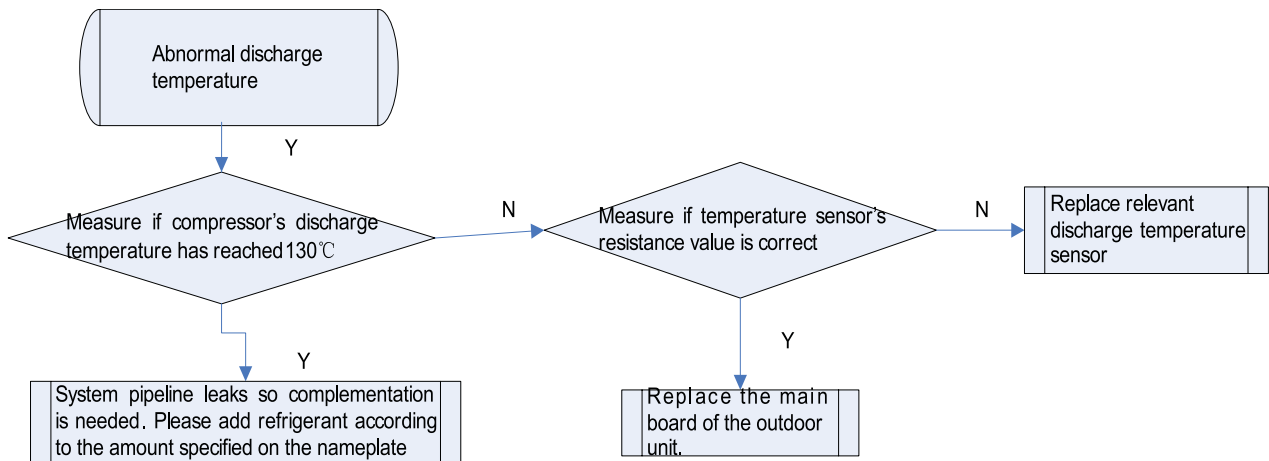 Abnormal discharge
temperature
Y
Measure if compressor's discharge
temperature has reached 130℃
N
Measure if temperature sensor's
resistance value is correct
N
Replace relevant
discharge temperature
sensor
Y
System pipeline leaks so complementation
is needed. Please add refrigerant according
to the amount specified on the nameplate
Y
Replace the main
board of the outdoor
unit.